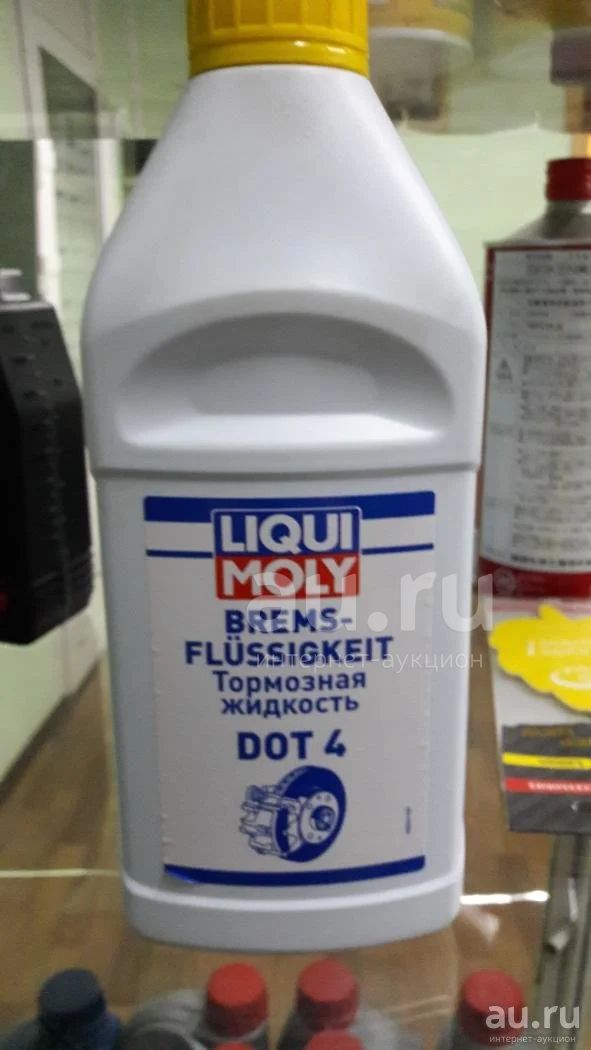 LIQUI
MOLY
BREMS-
FLÜSSIGKEIT
Тормозная
жидкость
DOT 4
au.ru
интернет-аукцион
au.ru
интернет-аукцион